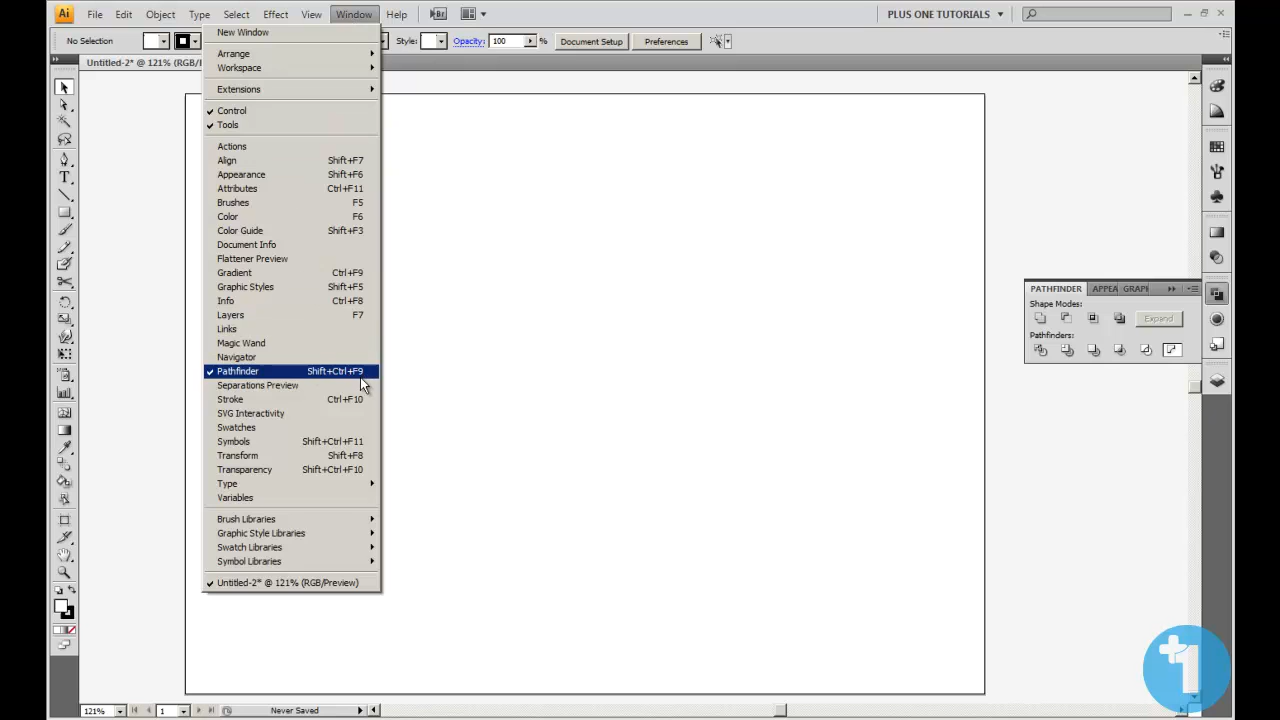 Ai File Edit Object Type Select Effect View Window Help Br PLUS ONE TUTORIALS
No Selection Style: Opacity: 100 % Document Setup Preferences
Untitled-2* @ 121% (RGB/
New Window
Arrange
Workspace
Extensions
Control
Tools
Actions
Align Shift+F7
Appearance Shift+F6
Attributes Ctrl+F11
Brushes F5
Color F6
Color Guide Shift+F3
Document Info
Flattener Preview
Gradient Ctrl+F9
Graphic Styles Shift+F5
Info Ctrl+F8
Layers F7
Links
Magic Wand
Navigator
Pathfinder Shift+Ctrl+F9
Separations Preview
Stroke Ctrl+F10
SVG Interactivity
Swatches
Symbols Shift+Ctrl+F11
Transform Shift+F8
Transparency Shift+Ctrl+F10
Type
Variables
Brush Libraries
Graphic Style Libraries
Swatch Libraries
Symbol Libraries
Untitled-2* @ 121% (RGB/Preview)
PATHFINDER APPEA GRAPH
Shape Modes:
Expand
Pathfinders:
+1
121% 1 Never Saved